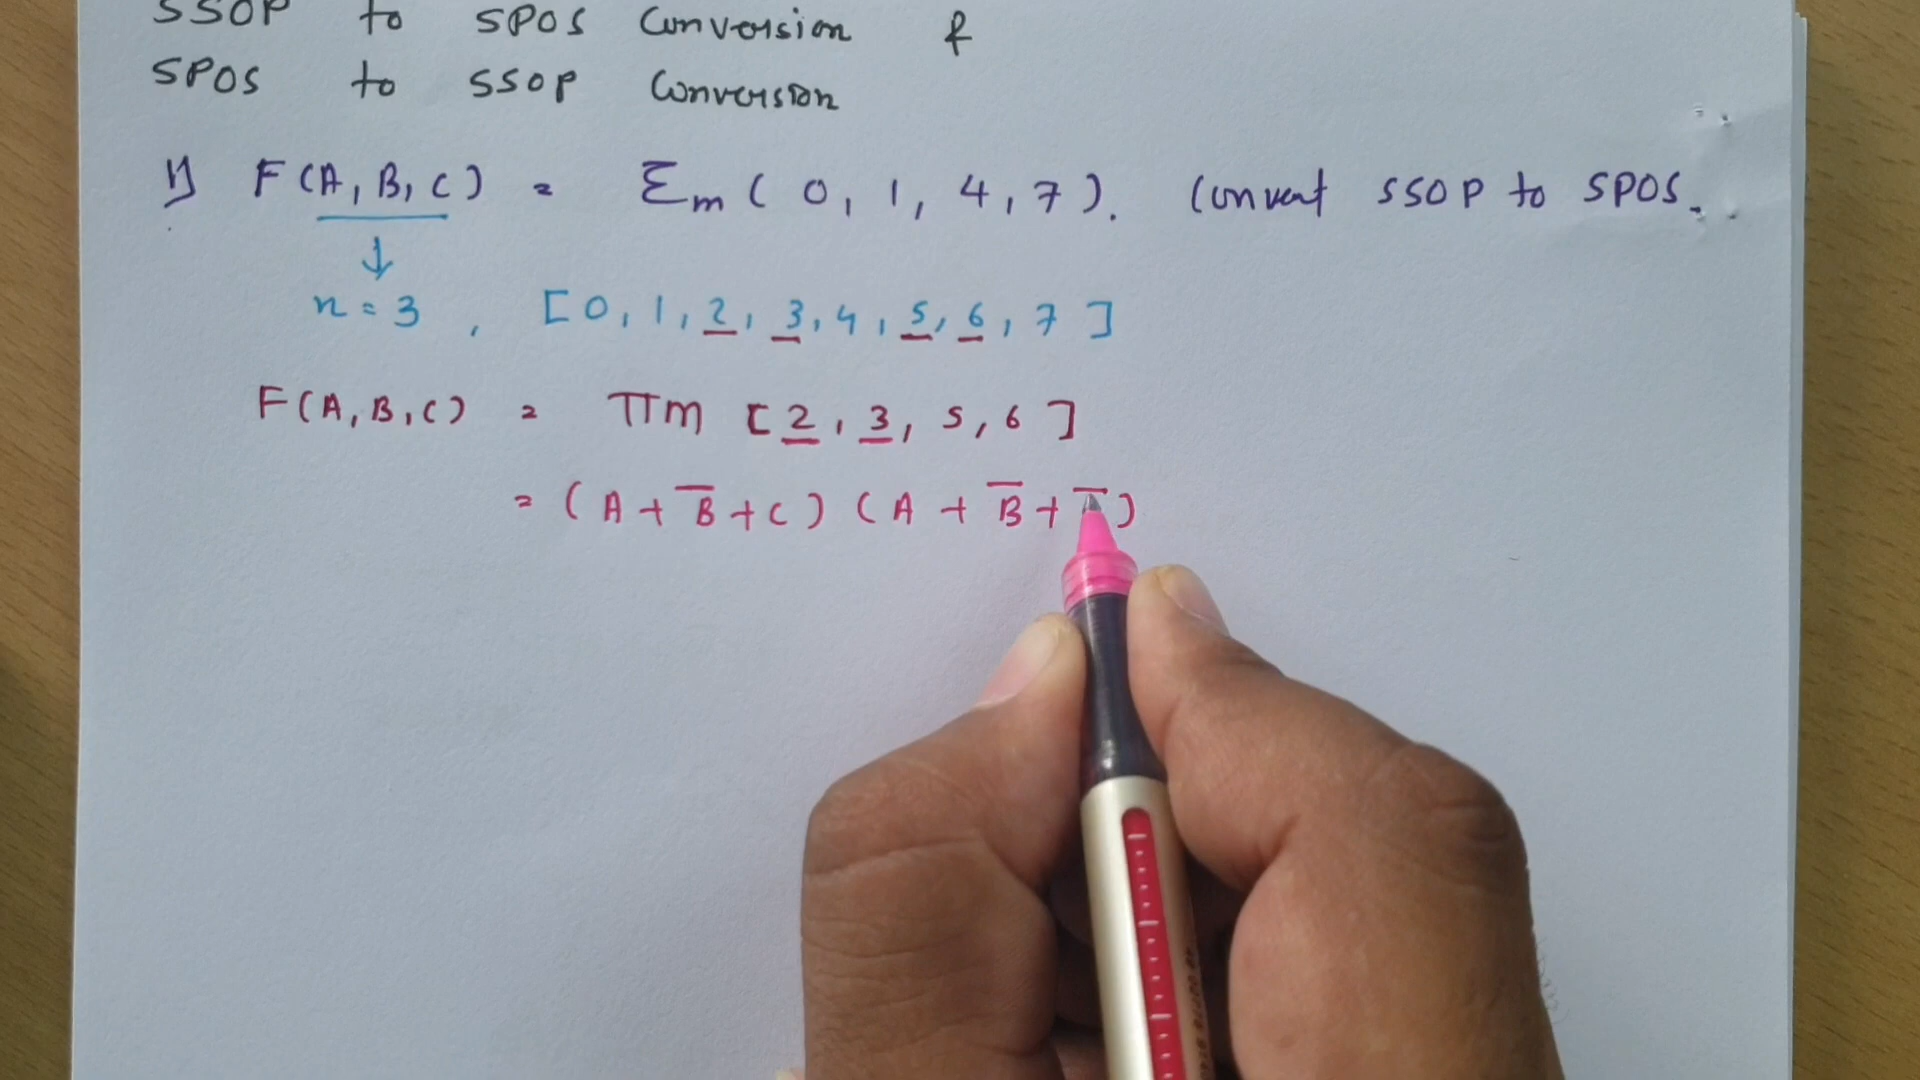 SSOP to SPOS Conversion &
SPOS to SSOP Conversion
1) F(A, B, C) = Σm ( 0, 1, 4, 7 ). Convert SSOP to SPOS.
↓
n = 3 , [ 0, 1, 2, 3, 4, 5, 6, 7 ]
F(A, B, C) = πM [ 2, 3, 5, 6 ]
= ( A + B̅ + C ) ( A + B̅ + )